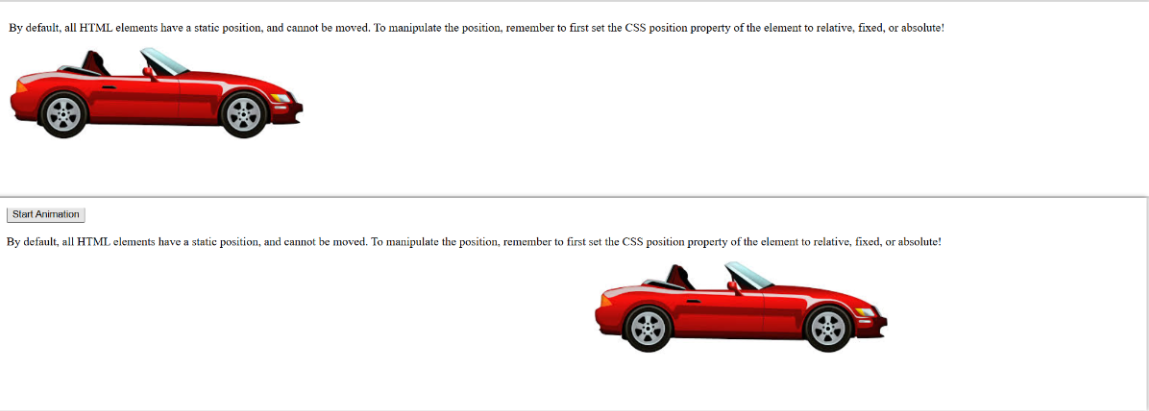 By default, all HTML elements have a static position, and cannot be moved. To manipulate the position, remember to first set the CSS position property of the element to relative, fixed, or absolute!
Start Animation
By default, all HTML elements have a static position, and cannot be moved. To manipulate the position, remember to first set the CSS position property of the element to relative, fixed, or absolute!